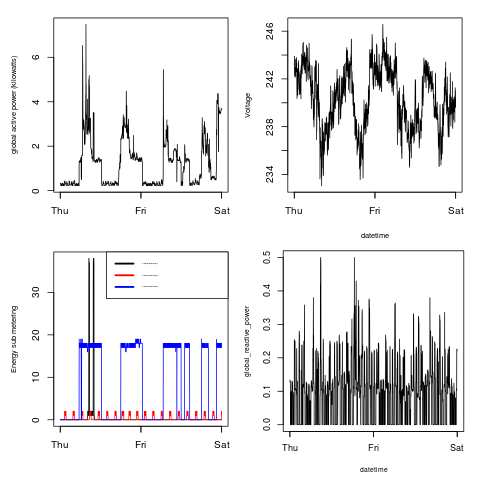 global active power (kilowatts)
0 2 4 6
Thu Fri Sat
Voltage
234 238 242 246
Thu Fri Sat
datetime
Energy sub metering
0 10 20 30
Thu Fri Sat
global_reactive_power
0.0 0.1 0.2 0.3 0.4 0.5
Thu Fri Sat
datetime